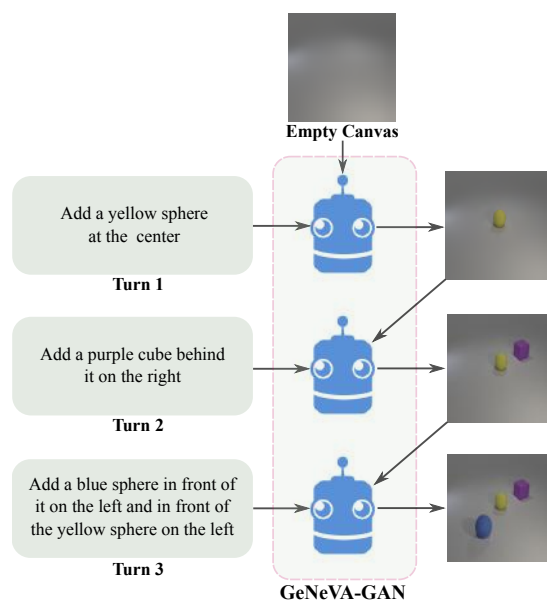 Empty Canvas
Add a yellow sphere
at the center
Turn 1
Add a purple cube behind
it on the right
Turn 2
Add a blue sphere in front of
it on the left and in front of
the yellow sphere on the left
Turn 3
GeNeVA-GAN